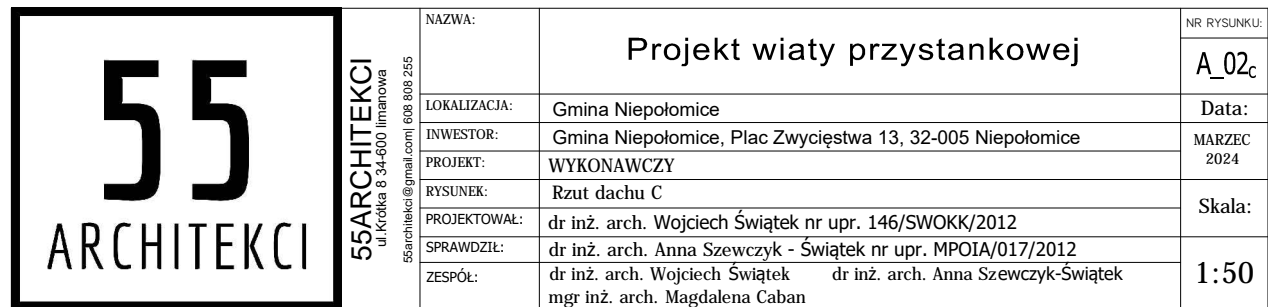 55
ARCHITEKCI
55ARCHITEKCI
ul.Krótka 8 34-600 limanowa
55architekci@gmail.com| 608 808 255
NAZWA:
Projekt wiaty przystankowej
NR RYSUNKU:
A_02c
LOKALIZACJA: Gmina Niepołomice
Data:
INWESTOR: Gmina Niepołomice, Plac Zwycięstwa 13, 32-005 Niepołomice
MARZEC
2024
PROJEKT: WYKONAWCZY
RYSUNEK: Rzut dachu C
Skala:
PROJEKTOWAŁ: dr inż. arch. Wojciech Świątek nr upr. 146/SWOKK/2012
SPRAWDZIŁ: dr inż. arch. Anna Szewczyk - Świątek nr upr. MPOIA/017/2012
1:50
ZESPÓŁ: dr inż. arch. Wojciech Świątek dr inż. arch. Anna Szewczyk-Świątek
mgr inż. arch. Magdalena Caban